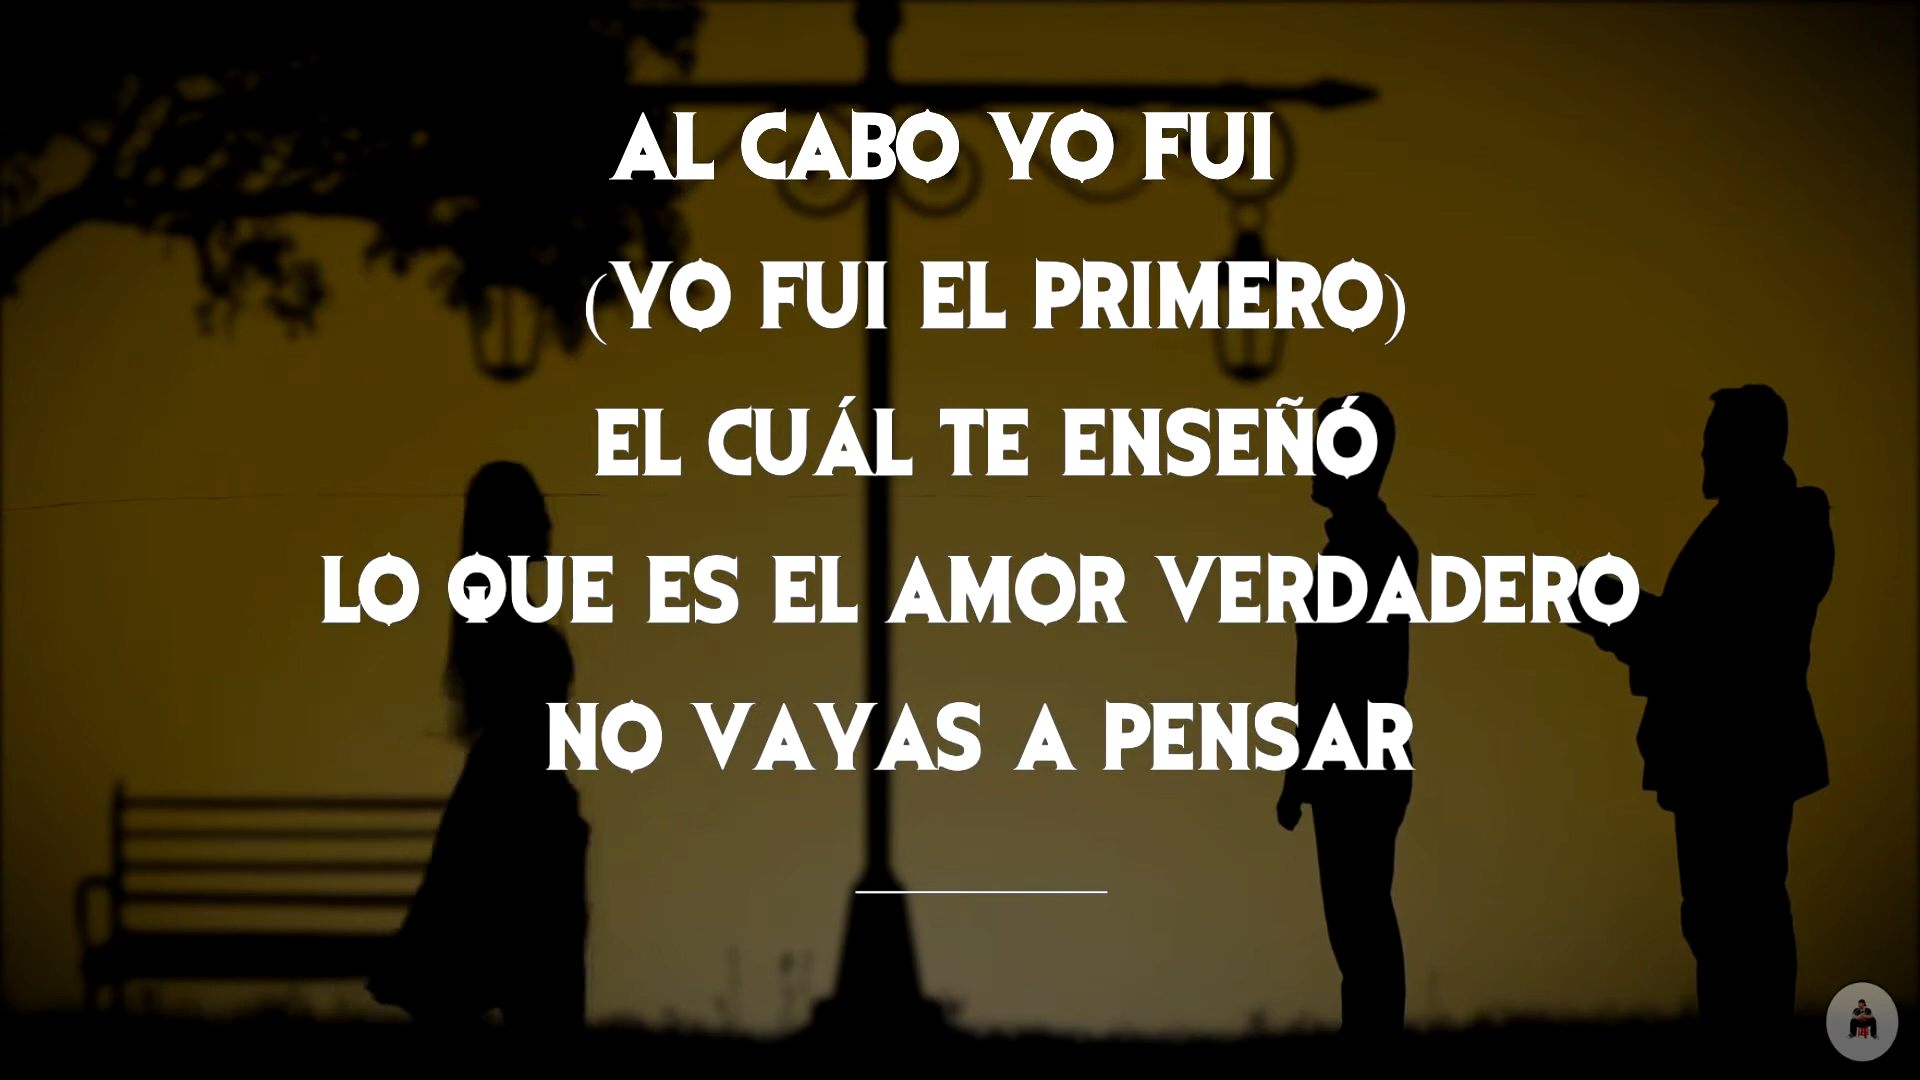 AL CABO YO FUI
(YO FUI EL PRIMERO)
EL CUÁL TE ENSEÑÓ
LO QUE ES EL AMOR VERDADERO
NO VAYAS A PENSAR